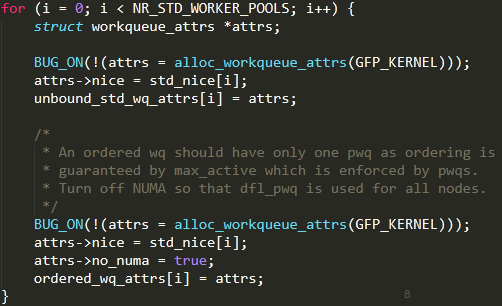 for (i = 0; i < NR_STD_WORKER_POOLS; i++) {
    struct workqueue_attrs *attrs;

    BUG_ON(!(attrs = alloc_workqueue_attrs(GFP_KERNEL)));
    attrs->nice = std_nice[i];
    unbound_std_wq_attrs[i] = attrs;

    /*
     * An ordered wq should have only one pwq as ordering is
     * guaranteed by max_active which is enforced by pwqs.
     * Turn off NUMA so that dfl_pwq is used for all nodes.
     */
    BUG_ON(!(attrs = alloc_workqueue_attrs(GFP_KERNEL)));
    attrs->nice = std_nice[i];
    attrs->no_numa = true;
    ordered_wq_attrs[i] = attrs;
8
}